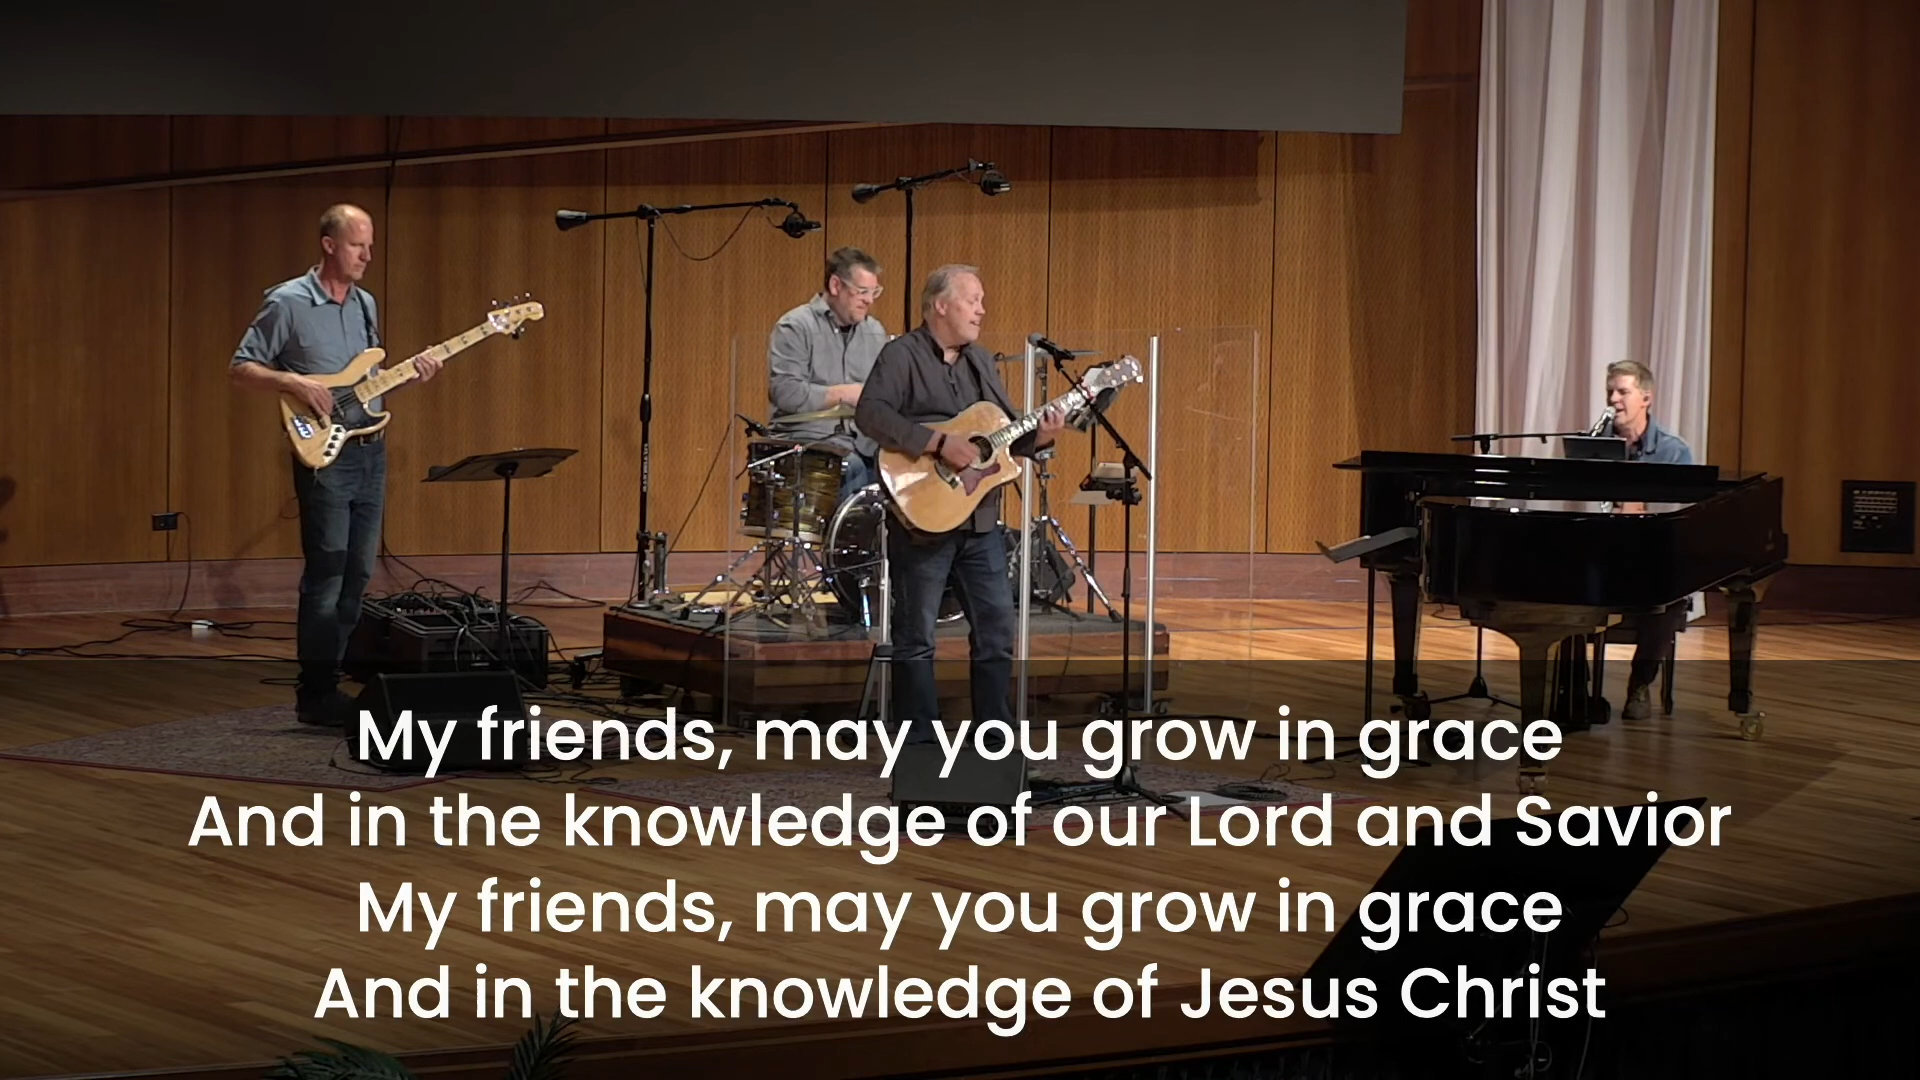 My friends, may you grow in grace
And in the knowledge of our Lord and Savior
My friends, may you grow in grace
And in the knowledge of Jesus Christ